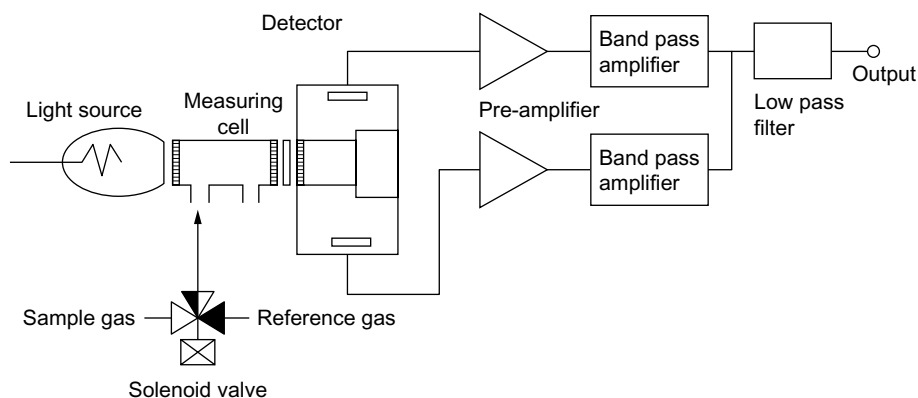 Detector
Band pass
amplifier
Output
Light source
Measuring
cell
Pre-amplifier
Low pass
filter
Band pass
amplifier
Sample gas
Reference gas
Solenoid valve